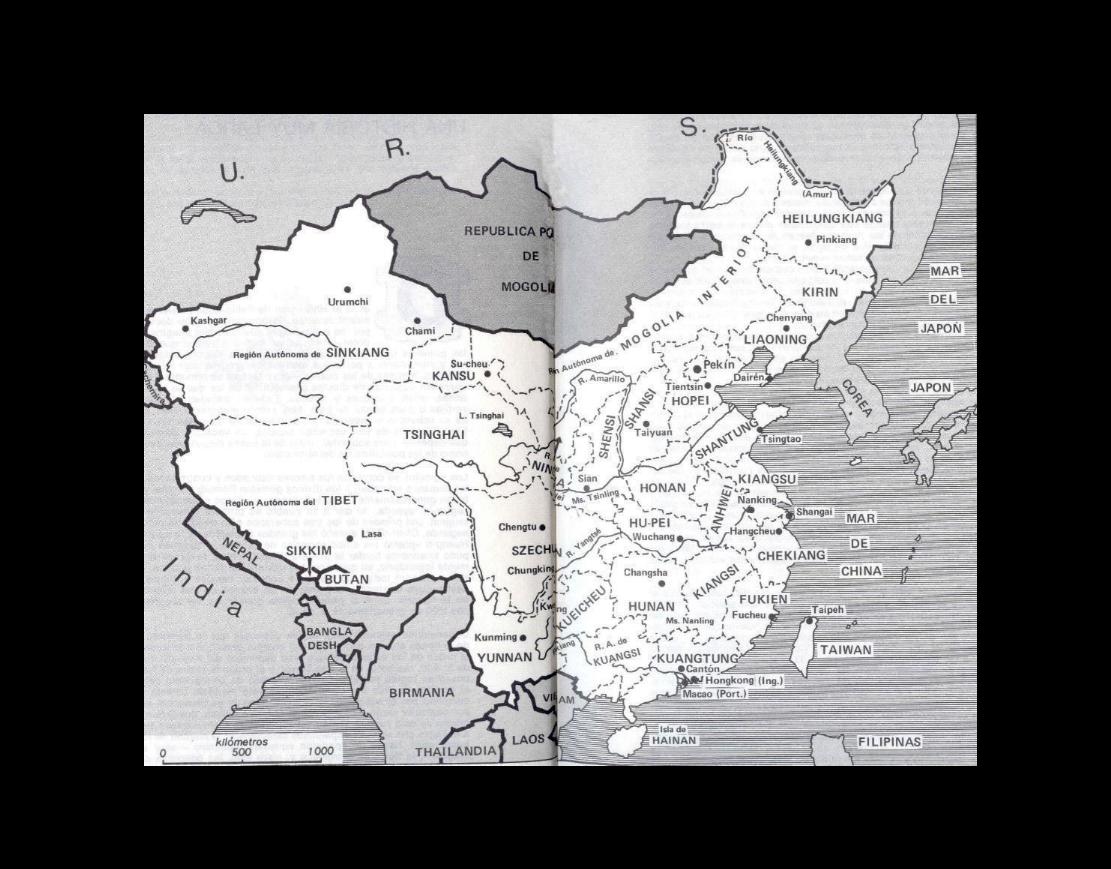 U. R. S.
Río Heilungkiang
(Amur)
HEILUNGKIANG
Pinkiang
REPUBLICA PO
DE
MOGOLI
MAR
DEL
JAPON
KIRIN
Urumchi
Kashgar
Chami
Chenyang
LIAONING
INTERIOR
MOGOLIA
Autónoma de
Región Autónoma de SINKIANG
Su-cheu
KANSU
R. Amarillo
Pekín
Dairén
Tientsin
HOPEI
COREA
JAPON
L. Tsinghai
TSINGHAI
SHENSI
SHANSI
Taiyuan
SHANTUNG
Tsingtao
NIN
Sian
Ms. Tsinling
HONAN
ANHWEI
KIANGSU
Nanking
Shangai
MAR
DE
CHINA
Región Autónoma del TIBET
Lasa
Chengtu
SZECHU
Chungking
R. Yangtsé
HU-PEI
Wuchang
Hangcheu
CHEKIANG
NEPAL
SIKKIM
BUTAN
India
Changsha
KIANGSI
KUEICHEU
HUNAN
Ms. Nanling
FUKIEN
Fucheu
Taipeh
TAIWAN
BANGLA
DESH
Kunming
YUNNAN
R. A. de
KUANGSI
KUANGTUNG
Cantón
Hongkong (Ing.)
Macao (Port.)
BIRMANIA
VI AM
LAOS
THAILANDIA
Isla de
HAINAN
FILIPINAS
kilómetros
0 500 1000